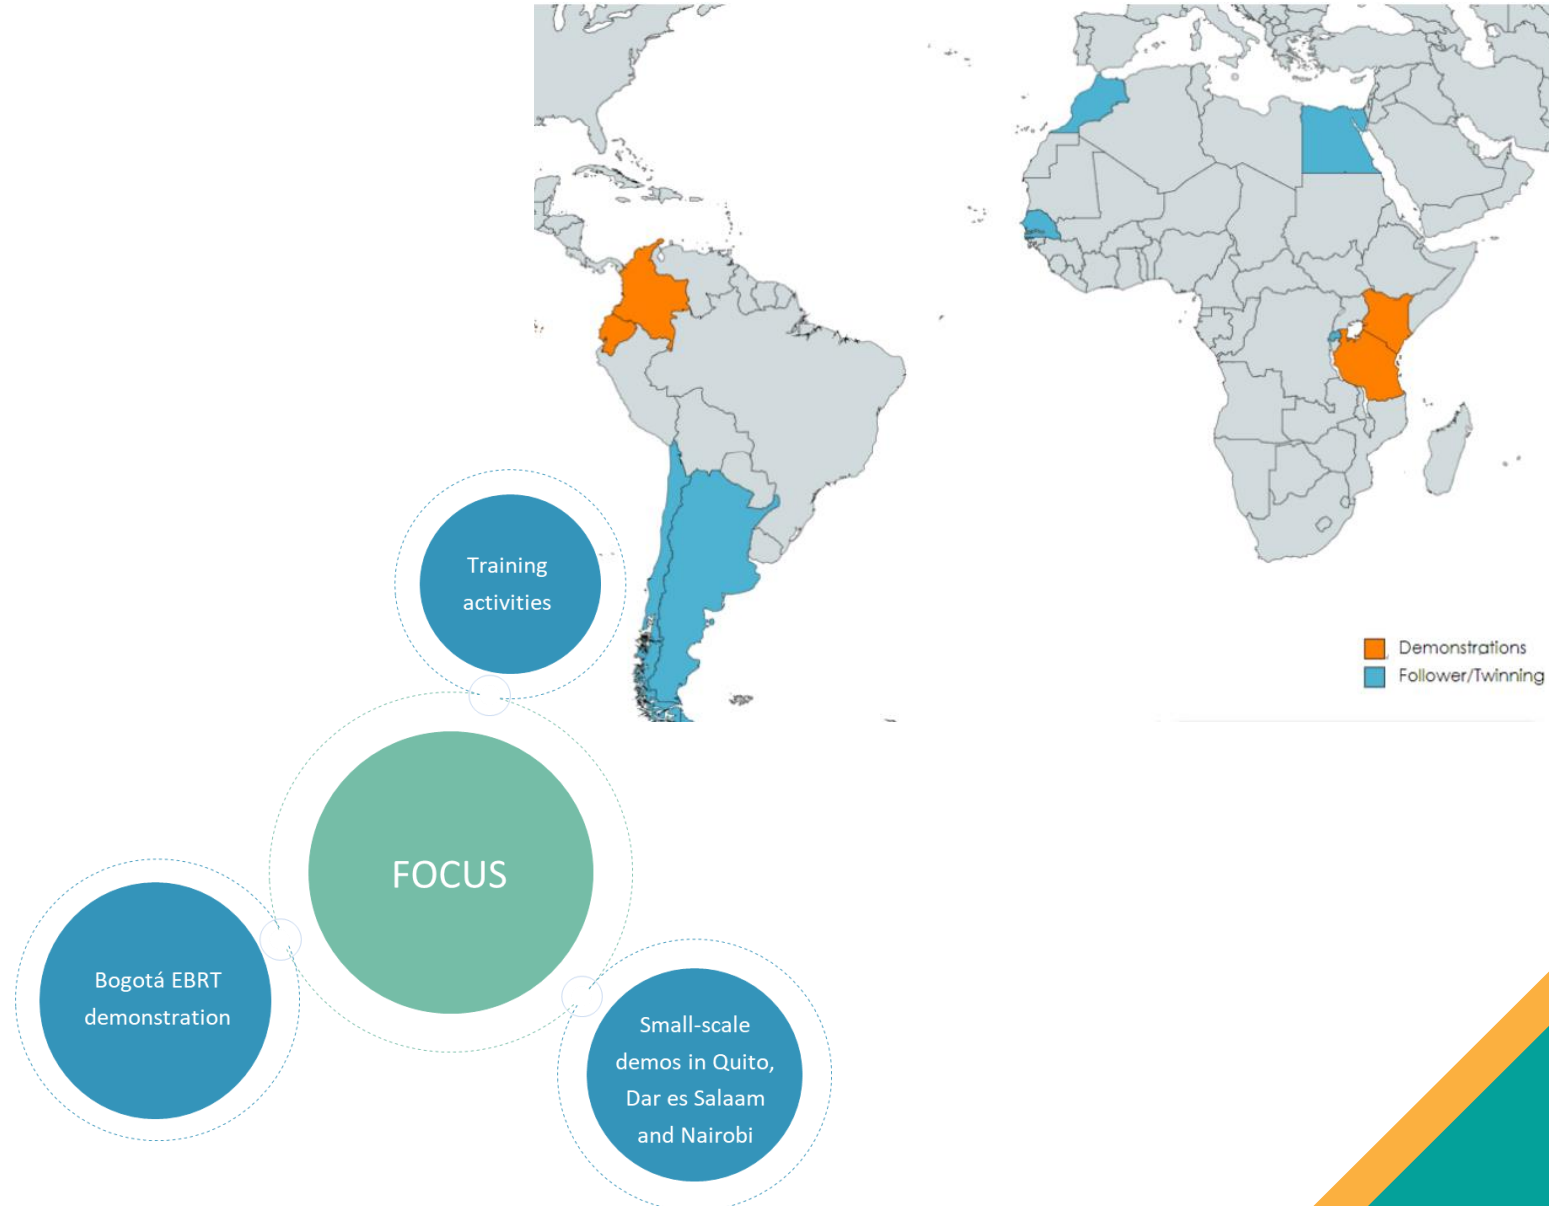 Demonstrations
Follower/Twinning
Training
activities
FOCUS
Bogotá EBRT
demonstration
Small-scale
demos in Quito,
Dar es Salaam
and Nairobi